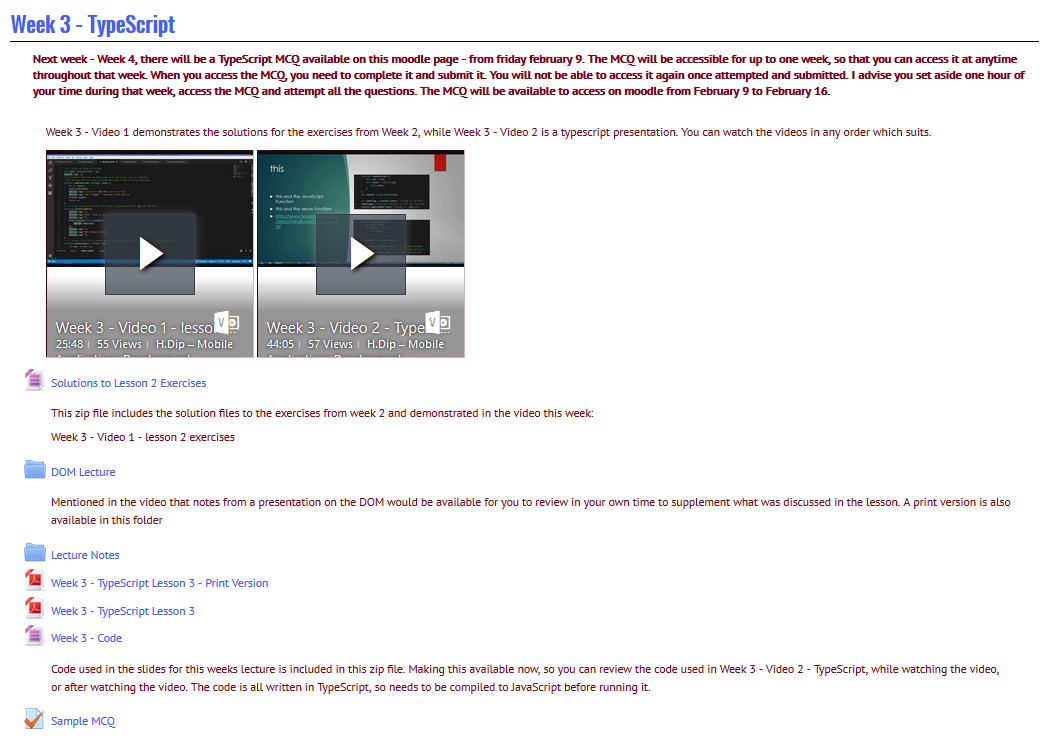 Week 3 - TypeScript
Next week - Week 4, there will be a TypeScript MCQ available on this moodle page - from friday february 9. The MCQ will be accessible for up to one week, so that you can access it at anytime
throughout that week. When you access the MCQ, you need to complete it and submit it. You will not be able to access it again once attempted and submitted. I advise you set aside one hour of
your time during that week, access the MCQ and attempt all the questions. The MCQ will be available to access on moodle from February 9 to February 16.
Week 3 - Video 1 demonstrates the solutions for the exercises from Week 2, while Week 3 - Video 2 is a typescript presentation. You can watch the videos in any order which suits.
this
this and the JavaScript
Function
this and the arrow function
Week 3 - Video 1 - lesso...
25:48 | 55 Views | H.Dip – Mobile
Week 3 - Video 2 - Type...
44:05 | 57 Views | H.Dip – Mobile
Solutions to Lesson 2 Exercises
This zip file includes the solution files to the exercises from week 2 and demonstrated in the video this week:
Week 3 - Video 1 - lesson 2 exercises
DOM Lecture
Mentioned in the video that notes from a presentation on the DOM would be available for you to review in your own time to supplement what was discussed in the lesson. A print version is also
available in this folder
Lecture Notes
Week 3 - TypeScript Lesson 3 - Print Version
Week 3 - TypeScript Lesson 3
Week 3 - Code
Code used in the slides for this weeks lecture is included in this zip file. Making this available now, so you can review the code used in Week 3 - Video 2 - TypeScript, while watching the video,
or after watching the video. The code is all written in TypeScript, so needs to be compiled to JavaScript before running it.
Sample MCQ